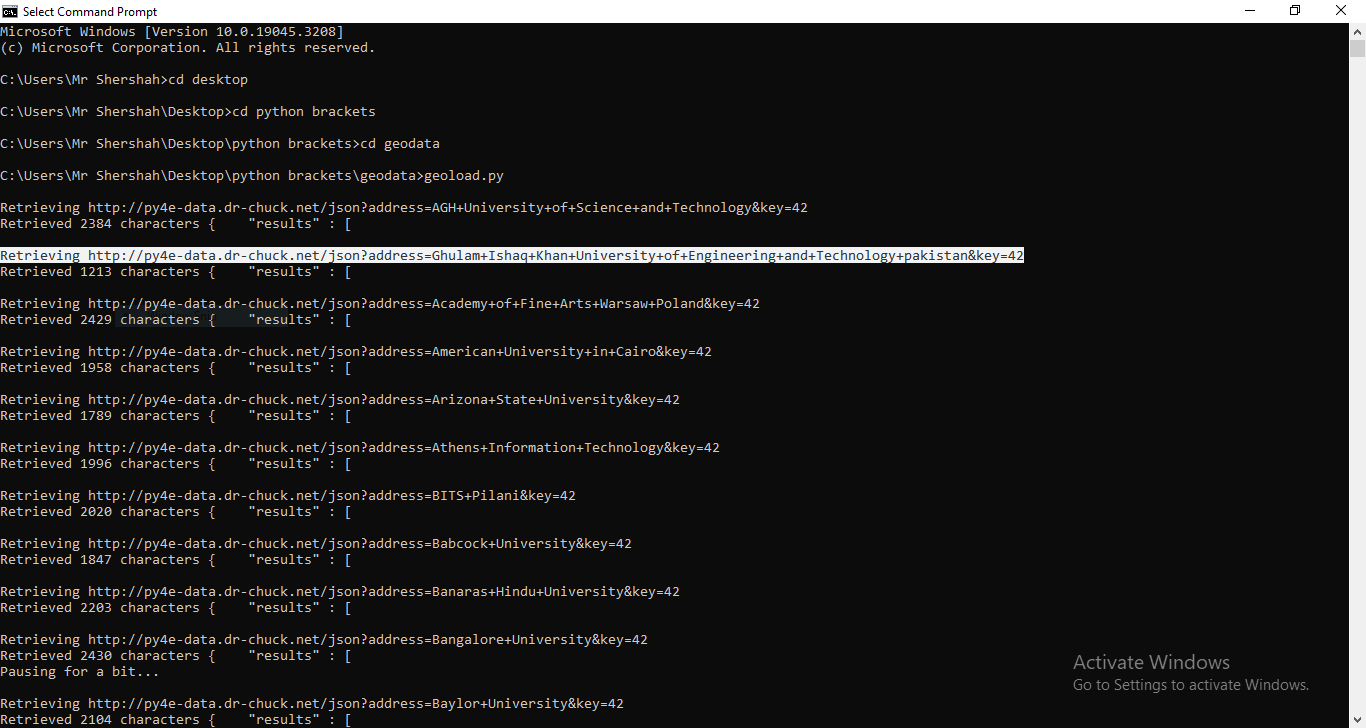 Select Command Prompt
Microsoft Windows [Version 10.0.19045.3208]
(c) Microsoft Corporation. All rights reserved.
C:\Users\Mr Shershah>cd desktop
C:\Users\Mr Shershah\Desktop>cd python brackets
C:\Users\Mr Shershah\Desktop\python brackets>cd geodata
C:\Users\Mr Shershah\Desktop\python brackets\geodata>geoload.py
Retrieving http://py4e-data.dr-chuck.net/json?address=AGH+University+of+Science+and+Technology&key=42
Retrieved 2384 characters {    "results" : [
Retrieving http://py4e-data.dr-chuck.net/json?address=Ghulam+Ishaq+Khan+University+of+Engineering+and+Technology+pakistan&key=42
Retrieved 1213 characters {    "results" : [
Retrieving http://py4e-data.dr-chuck.net/json?address=Academy+of+Fine+Arts+Warsaw+Poland&key=42
Retrieved 2429 characters {    "results" : [
Retrieving http://py4e-data.dr-chuck.net/json?address=American+University+in+Cairo&key=42
Retrieved 1958 characters {    "results" : [
Retrieving http://py4e-data.dr-chuck.net/json?address=Arizona+State+University&key=42
Retrieved 1789 characters {    "results" : [
Retrieving http://py4e-data.dr-chuck.net/json?address=Athens+Information+Technology&key=42
Retrieved 1996 characters {    "results" : [
Retrieving http://py4e-data.dr-chuck.net/json?address=BITS+Pilani&key=42
Retrieved 2020 characters {    "results" : [
Retrieving http://py4e-data.dr-chuck.net/json?address=Babcock+University&key=42
Retrieved 1847 characters {    "results" : [
Retrieving http://py4e-data.dr-chuck.net/json?address=Banaras+Hindu+University&key=42
Retrieved 2203 characters {    "results" : [
Retrieving http://py4e-data.dr-chuck.net/json?address=Bangalore+University&key=42
Retrieved 2430 characters {    "results" : [
Pausing for a bit...
Retrieving http://py4e-data.dr-chuck.net/json?address=Baylor+University&key=42
Retrieved 2104 characters {    "results" : [
Activate Windows
Go to Settings to activate Windows.